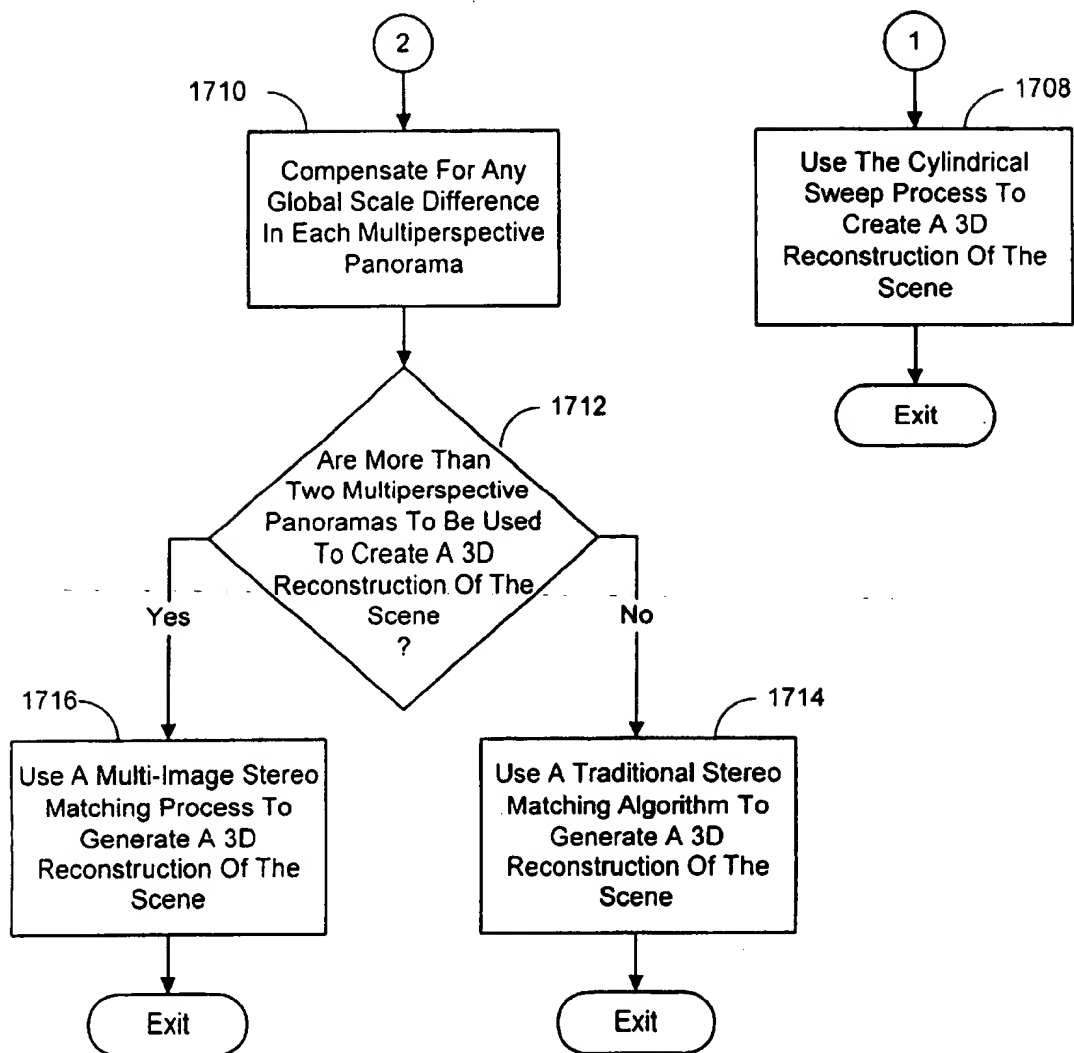 2
1710
Compensate For Any
Global Scale Difference
In Each Multiperspective
Panorama
1712
Are More Than
Two Multiperspective
Panoramas To Be Used
To Create A 3D
Reconstruction Of The
Scene
?
Yes
No
1716
Use A Multi-Image Stereo
Matching Process To
Generate A 3D
Reconstruction Of The
Scene
Exit
1714
Use A Traditional Stereo
Matching Algorithm To
Generate A 3D
Reconstruction Of The
Scene
Exit
1
1708
Use The Cylindrical
Sweep Process To
Create A 3D
Reconstruction Of The
Scene
Exit